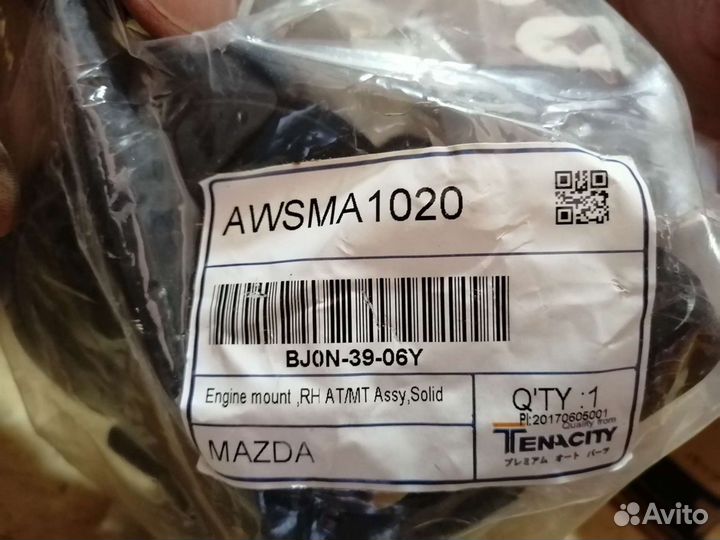 AWSMA1020
BJ0N-39-06Y
Engine mount ,RH AT/MT Assy,Solid
Q'TY :1
PI:20170605001
Quality from
TENACITY
プレミアム オート パーツ
MAZDA
Avito